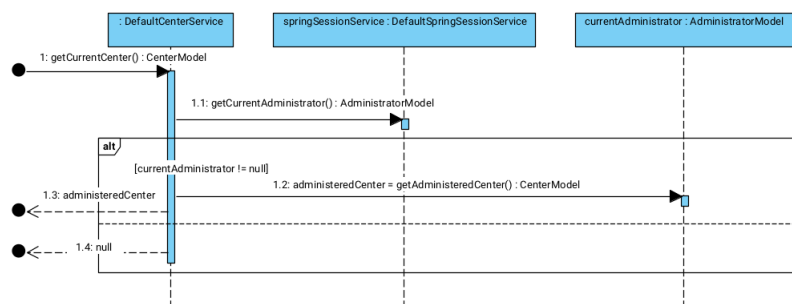 : DefaultCenterService
springSessionService : DefaultSpringSessionService
currentAdministrator : AdministratorModel
1: getCurrentCenter() : CenterModel
1.1: getCurrentAdministrator() : AdministratorModel
alt
[currentAdministrator != null]
1.2: administeredCenter = getAdministeredCenter() : CenterModel
1.3: administeredCenter
1.4: null